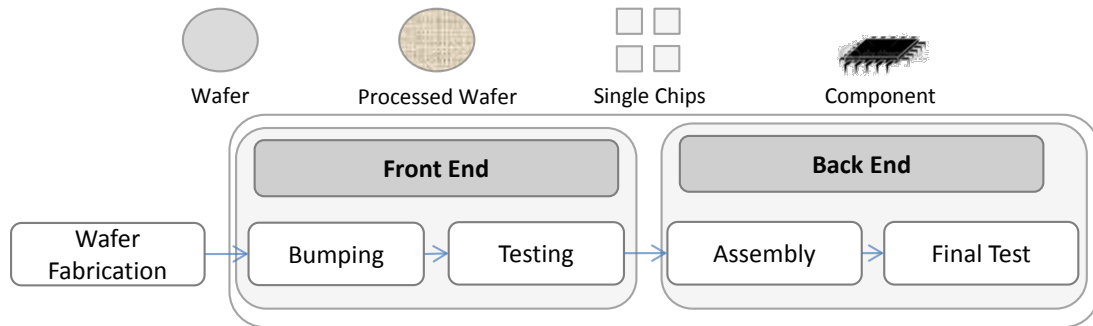 Wafer
Processed Wafer
Single Chips
Component
Front End
Back End
Wafer
Fabrication
Bumping
Testing
Assembly
Final Test